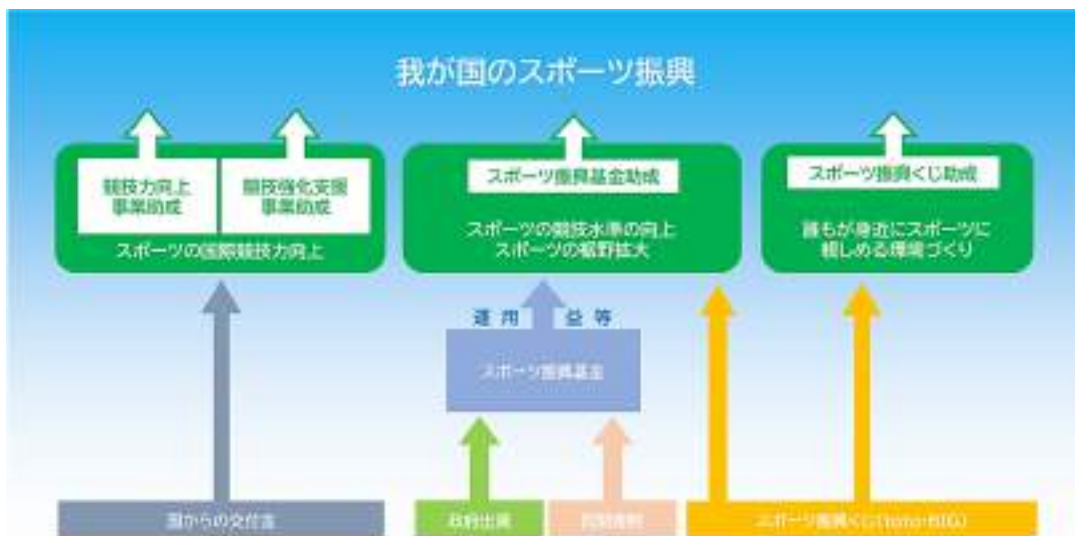 我が国のスポーツ振興
競技力向上
事業助成
競技強化支援
事業助成
スポーツの国際競技力向上
スポーツ振興基金助成
スポーツの競技水準の向上
スポーツの裾野拡大
スポーツ振興くじ助成
誰もが身近にスポーツに
親しめる環境づくり
運用 益等
スポーツ振興基金
国からの交付金
政府出資
スポーツ振興くじ(toto・BIG)